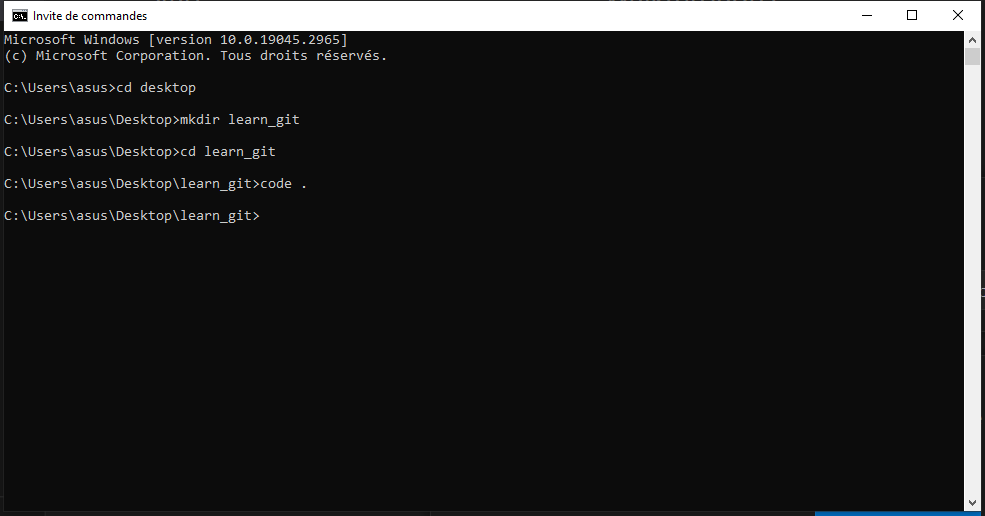 Invite de commandes
Microsoft Windows [version 10.0.19045.2965]
(c) Microsoft Corporation. Tous droits réservés.
C:\Users\asus>cd desktop
C:\Users\asus\Desktop>mkdir learn_git
C:\Users\asus\Desktop>cd learn_git
C:\Users\asus\Desktop\learn_git>code .
C:\Users\asus\Desktop\learn_git>